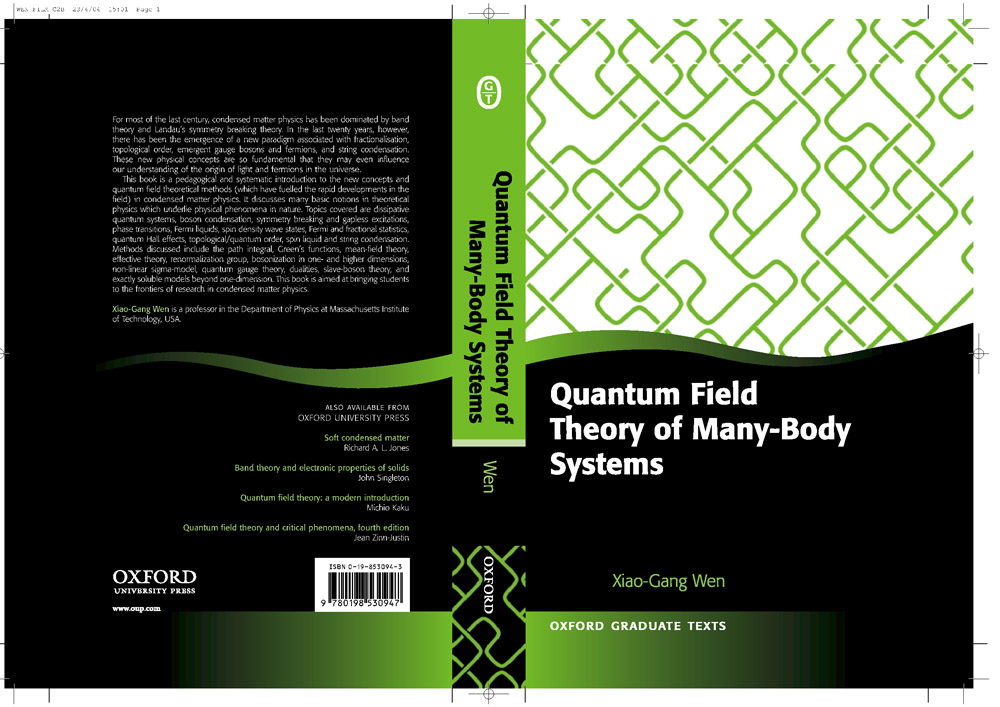 WEN FILM C2B 23/4/04 15:01 Page 1
For most of the last century, condensed matter physics has been dominated by band
theory and Landau's symmetry breaking theory. In the last twenty years, however,
there has been the emergence of a new paradigm associated with fractionalisation,
topological order, emergent gauge bosons and fermions, and string condensation.
These new physical concepts are so fundamental that they may even influence
our understanding of the origin of light and fermions in the universe.
This book is a pedagogical and systematic introduction to the new concepts and
quantum field theoretical methods (which have fuelled the rapid developments in the
field) in condensed matter physics. It discusses many basic notions in theoretical
physics which underlie physical phenomena in nature. Topics covered are dissipative
quantum systems, boson condensation, symmetry breaking and gapless excitations,
phase transitions, Fermi liquids, spin density wave states, Fermi and fractional statistics,
quantum Hall effects, topological/quantum order, spin liquid and string condensation.
Methods discussed include the path integral, Green's functions, mean-field theory,
effective theory, renormalization group, bosonization in one- and higher dimensions,
non-linear sigma-model, quantum gauge theory, dualities, slave-boson theory, and
exactly soluble models beyond one-dimension. This book is aimed at bringing students
to the frontiers of research in condensed matter physics.
Xiao-Gang Wen is a professor in the Department of Physics at Massachusetts Institute
of Technology, USA.
ALSO AVAILABLE FROM
OXFORD UNIVERSITY PRESS
Soft condensed matter
Richard A. L. Jones
Band theory and electronic properties of solids
John Singleton
Quantum field theory: a modern introduction
Michio Kaku
Quantum field theory and critical phenomena, fourth edition
Jean Zinn-Justin
OXFORD
UNIVERSITY PRESS
www.oup.com
ISBN 0-19-853094-3
9 780198 530947
G
T
Quantum Field Theory of
Many-Body Systems
Wen
OXFORD
Quantum Field
Theory of Many-Body
Systems
Xiao-Gang Wen
OXFORD GRADUATE TEXTS